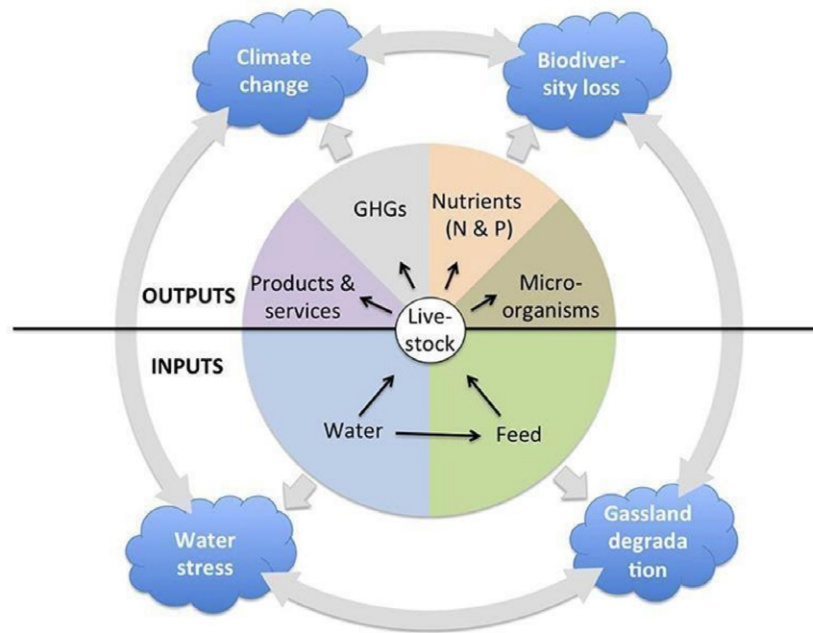 Climate
change
Biodiver-
sity loss
GHGs
Nutrients
(N & P)
OUTPUTS
Products &
services
Micro-
organisms
Live-
stock
INPUTS
Water
Feed
Water
stress
Gassland
degrada
tion